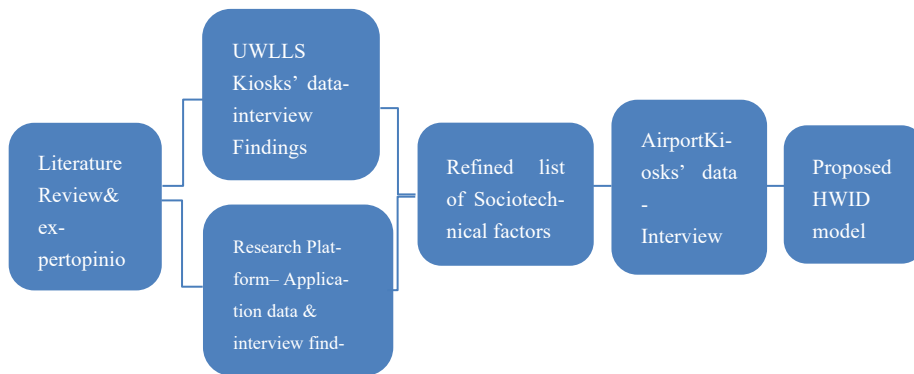 Literature
Review&
ex-
pertopinio
UWLLS
Kiosks’ data-
interview
Findings
Research Plat-
form– Applica-
tion data &
interview find-
Refined list
of Sociotech-
nical factors
AirportKi-
osks’ data
-
Interview
Proposed
HWID
model